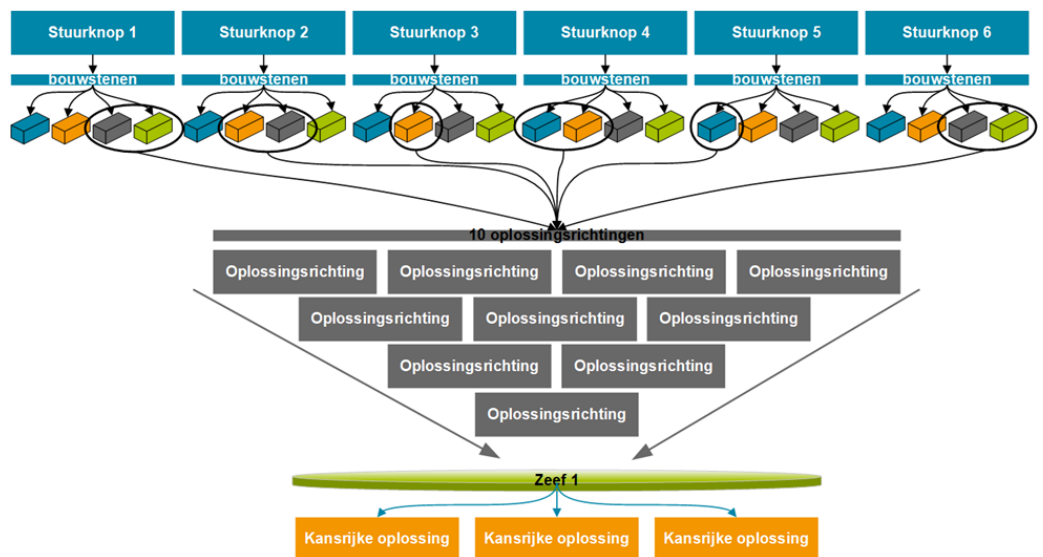 Stuurknop 1
Stuurknop 2
Stuurknop 3
Stuurknop 4
Stuurknop 5
Stuurknop 6
bouwstenen
bouwstenen
bouwstenen
bouwstenen
bouwstenen
bouwstenen
10 oplossingsrichtingen
Oplossingsrichting
Oplossingsrichting
Oplossingsrichting
Oplossingsrichting
Oplossingsrichting
Oplossingsrichting
Oplossingsrichting
Oplossingsrichting
Oplossingsrichting
Oplossingsrichting
Zeef 1
Kansrijke oplossing
Kansrijke oplossing
Kansrijke oplossing